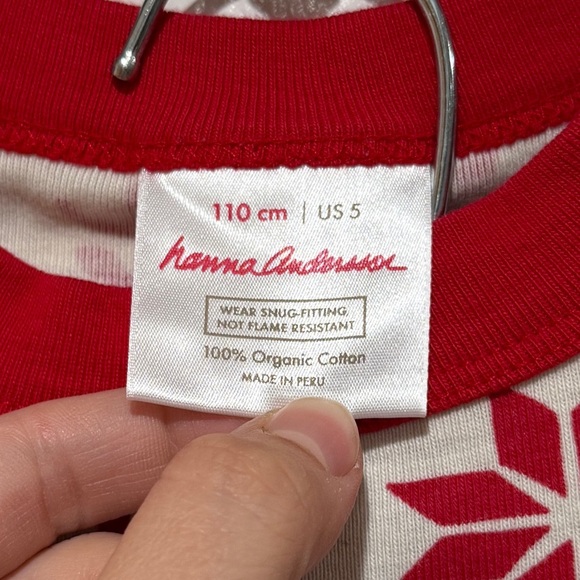 110 cm | US 5
hanna andersson
WEAR SNUG-FITTING,
NOT FLAME RESISTANT
100% Organic Cotton
MADE IN PERU